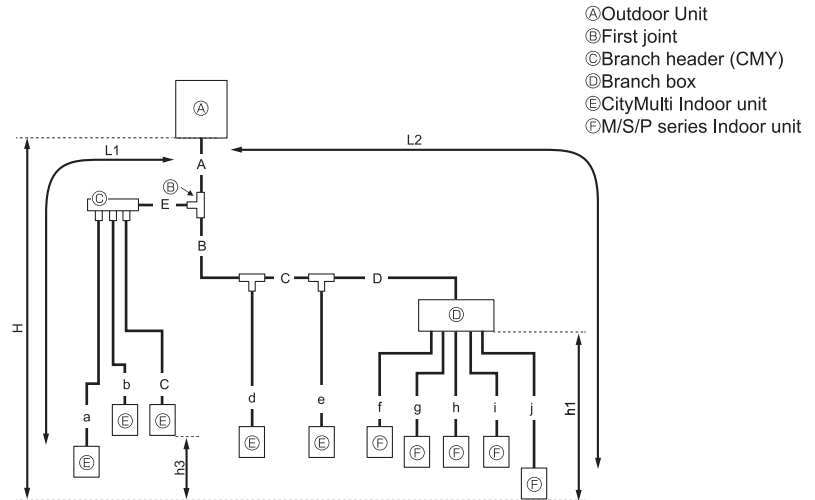 ⒶOutdoor Unit
ⒷFirst joint
ⒸBranch header (CMY)
ⒹBranch box
ⒺCityMulti Indoor unit
ⒻM/S/P series Indoor unit
Ⓐ
L1
L2
A
Ⓑ
Ⓒ
E
B
C
D
Ⓓ
H
h1
a
b
C
d
e
f
g
h
i
j
Ⓔ
Ⓔ
Ⓔ
Ⓔ
Ⓔ
Ⓕ
Ⓕ
Ⓕ
Ⓕ
Ⓕ
h3